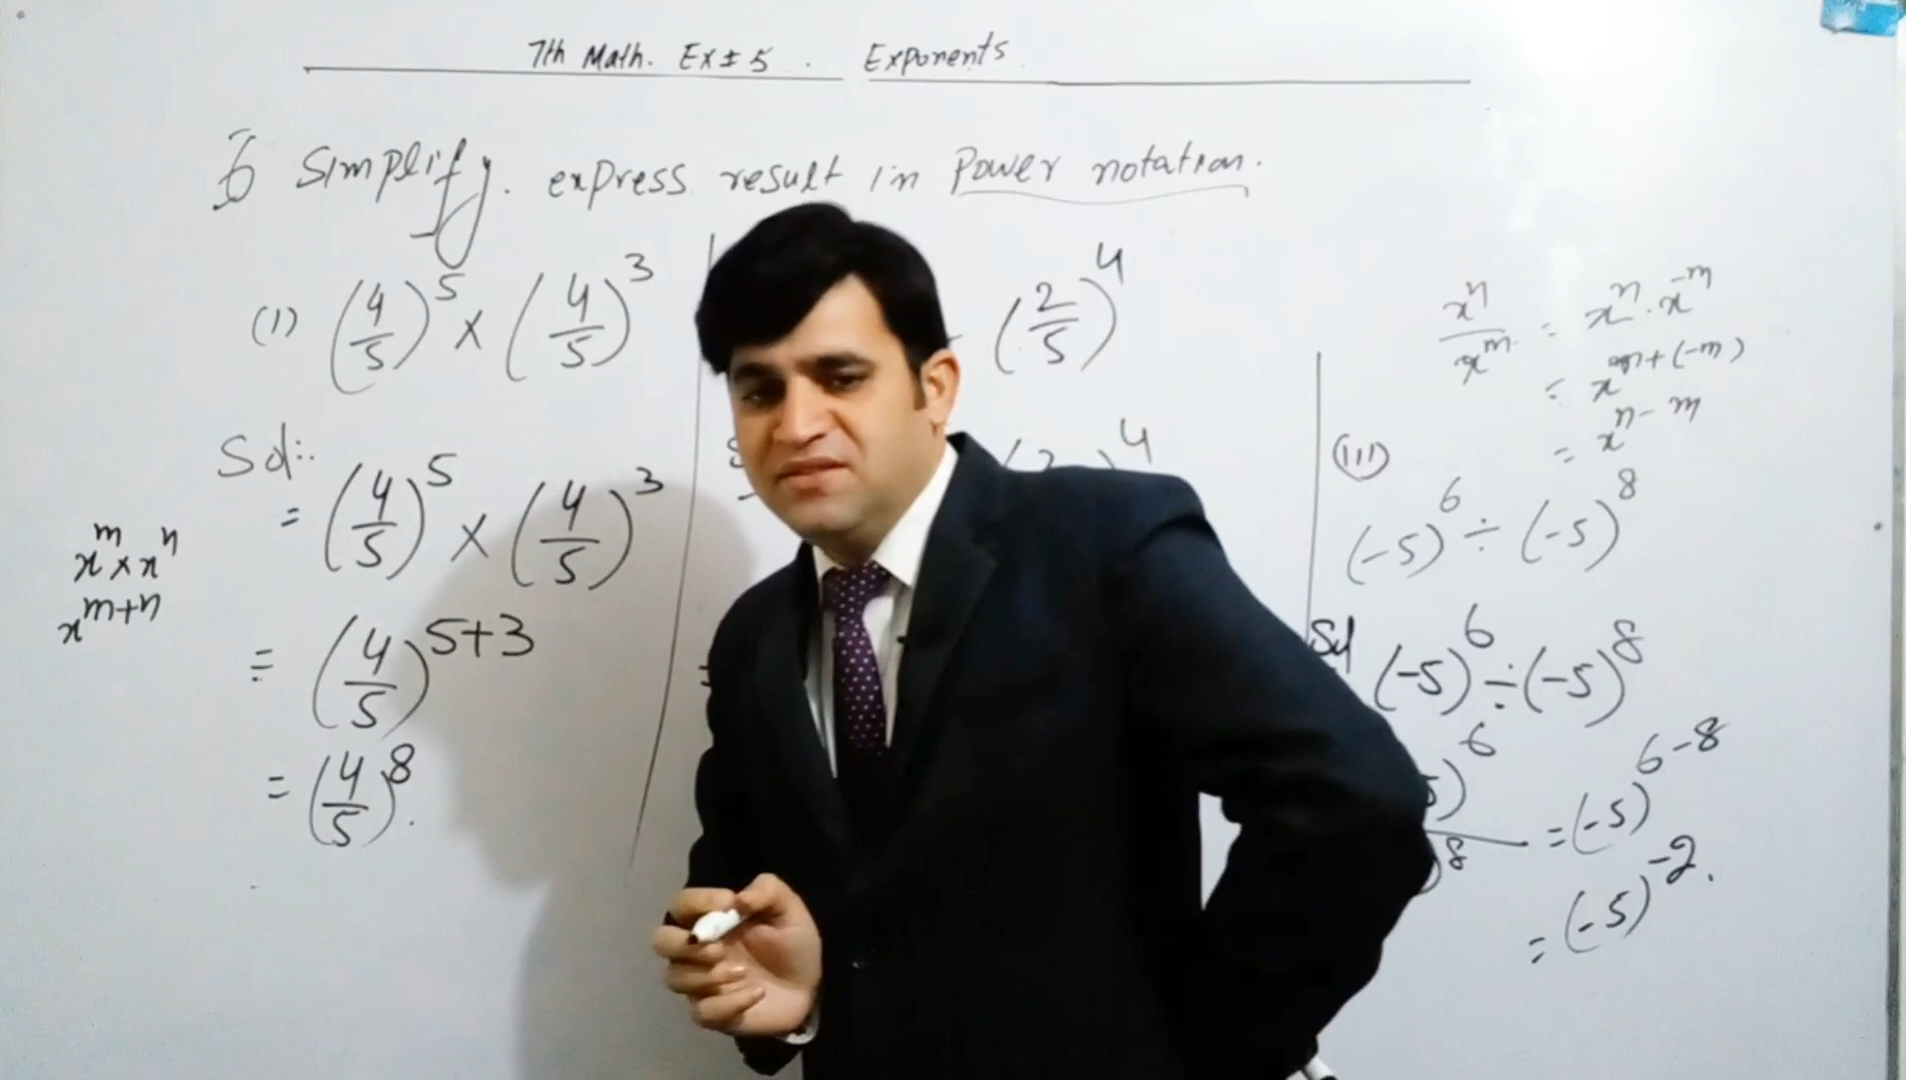 7th Math. Ex 5. Exponents
6 Simplify. express result in Power notation.
(i) (4/5)^5 × (4/5)^3
Sol:.
= (4/5)^5 × (4/5)^3
x^m × x^n
x^m+n
= (4/5)^5+3
= (4/5)^8.
(2/5)^4
x^n/x^m = x^n . x^-m
= x^n+(-m)
= x^n-m
(iii)
(-5)^6 ÷ (-5)^8
Sol (-5)^6 ÷ (-5)^8
= (-5)^6-8
= (-5)^-2.